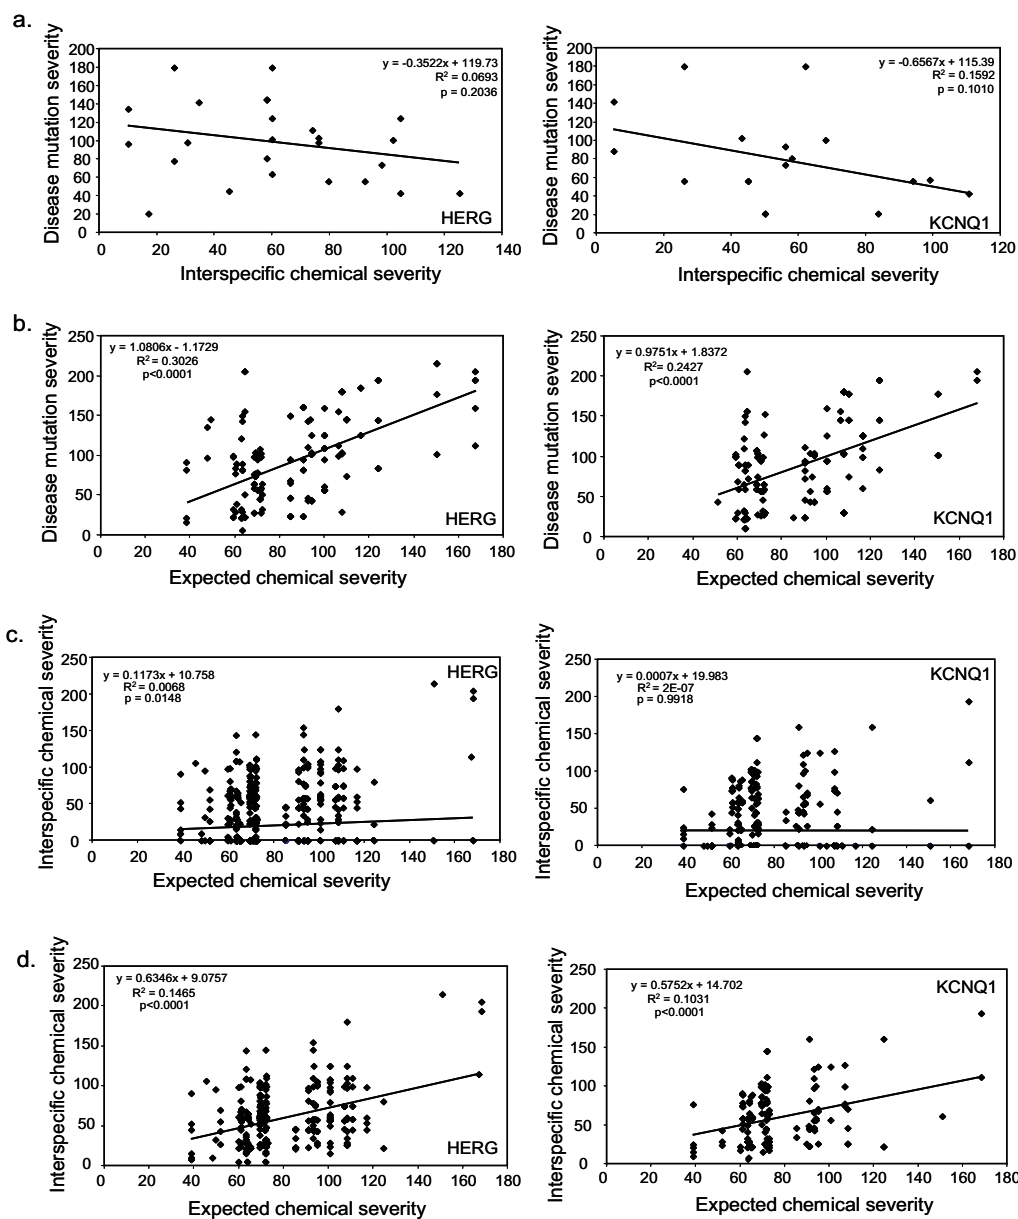 a.
Disease mutation severity
200
180
160
140
120
100
80
60
40
20
0
y = -0.3522x + 119.73
R² = 0.0693
p = 0.2036
HERG
0 20 40 60 80 100 120 140
Interspecific chemical severity
Disease mutation severity
200
180
160
140
120
100
80
60
40
20
0
y = -0.6567x + 115.39
R² = 0.1592
p = 0.1010
KCNQ1
0 20 40 60 80 100 120
Interspecific chemical severity
b.
Disease mutation severity
250
200
150
100
50
0
y = 1.0806x - 1.1729
R² = 0.3026
p<0.0001
HERG
0 20 40 60 80 100 120 140 160 180
Expected chemical severity
Disease mutation severity
250
200
150
100
50
0
y = 0.9751x + 1.8372
R²= 0.2427
p<0.0001
KCNQ1
0 20 40 60 80 100 120 140 160 180
Expected chemical severity
c.
Interspecific chemical severity
250
200
150
100
50
0
HERG
y = 0.1173x + 10.758
R² = 0.0068
p = 0.0148
0 20 40 60 80 100 120 140 160 180
Expected chemical severity
Interspecific chemical severity
250
200
150
100
50
0
KCNQ1
y = 0.0007x + 19.983
R² = 2E-07
p = 0.9918
0 20 40 60 80 100 120 140 160 180
Expected chemical severity
d.
Interspecific chemical severity
250
200
150
100
50
0
y = 0.6346x + 9.0757
R² = 0.1465
p<0.0001
HERG
0 20 40 60 80 100 120 140 160 180
Expected chemical severity
Interspecific chemical severity
250
200
150
100
50
0
KCNQ1
y = 0.5752x + 14.702
R² = 0.1031
p<0.0001
0 20 40 60 80 100 120 140 160 180
Expected chemical severity